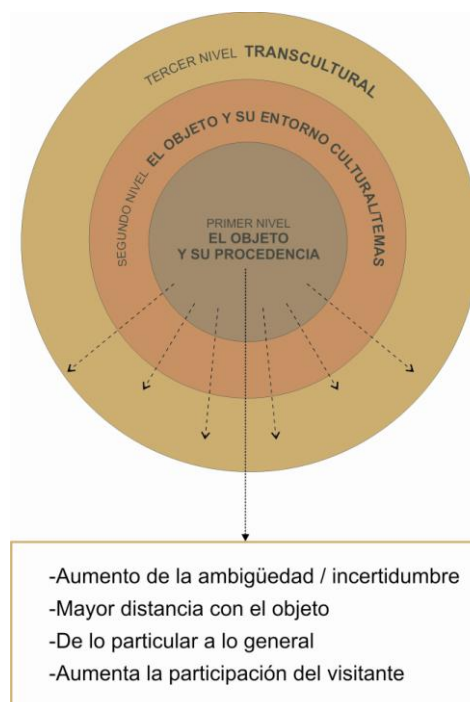 TERCER NIVEL TRANSCULTURAL
SEGUNDO NIVEL EL OBJETO Y SU ENTORNO CULTURAL/TEMAS
PRIMER NIVEL
EL OBJETO
Y SU PROCEDENCIA
-Aumento de la ambigüedad / incertidumbre
-Mayor distancia con el objeto
-De lo particular a lo general
-Aumenta la participación del visitante